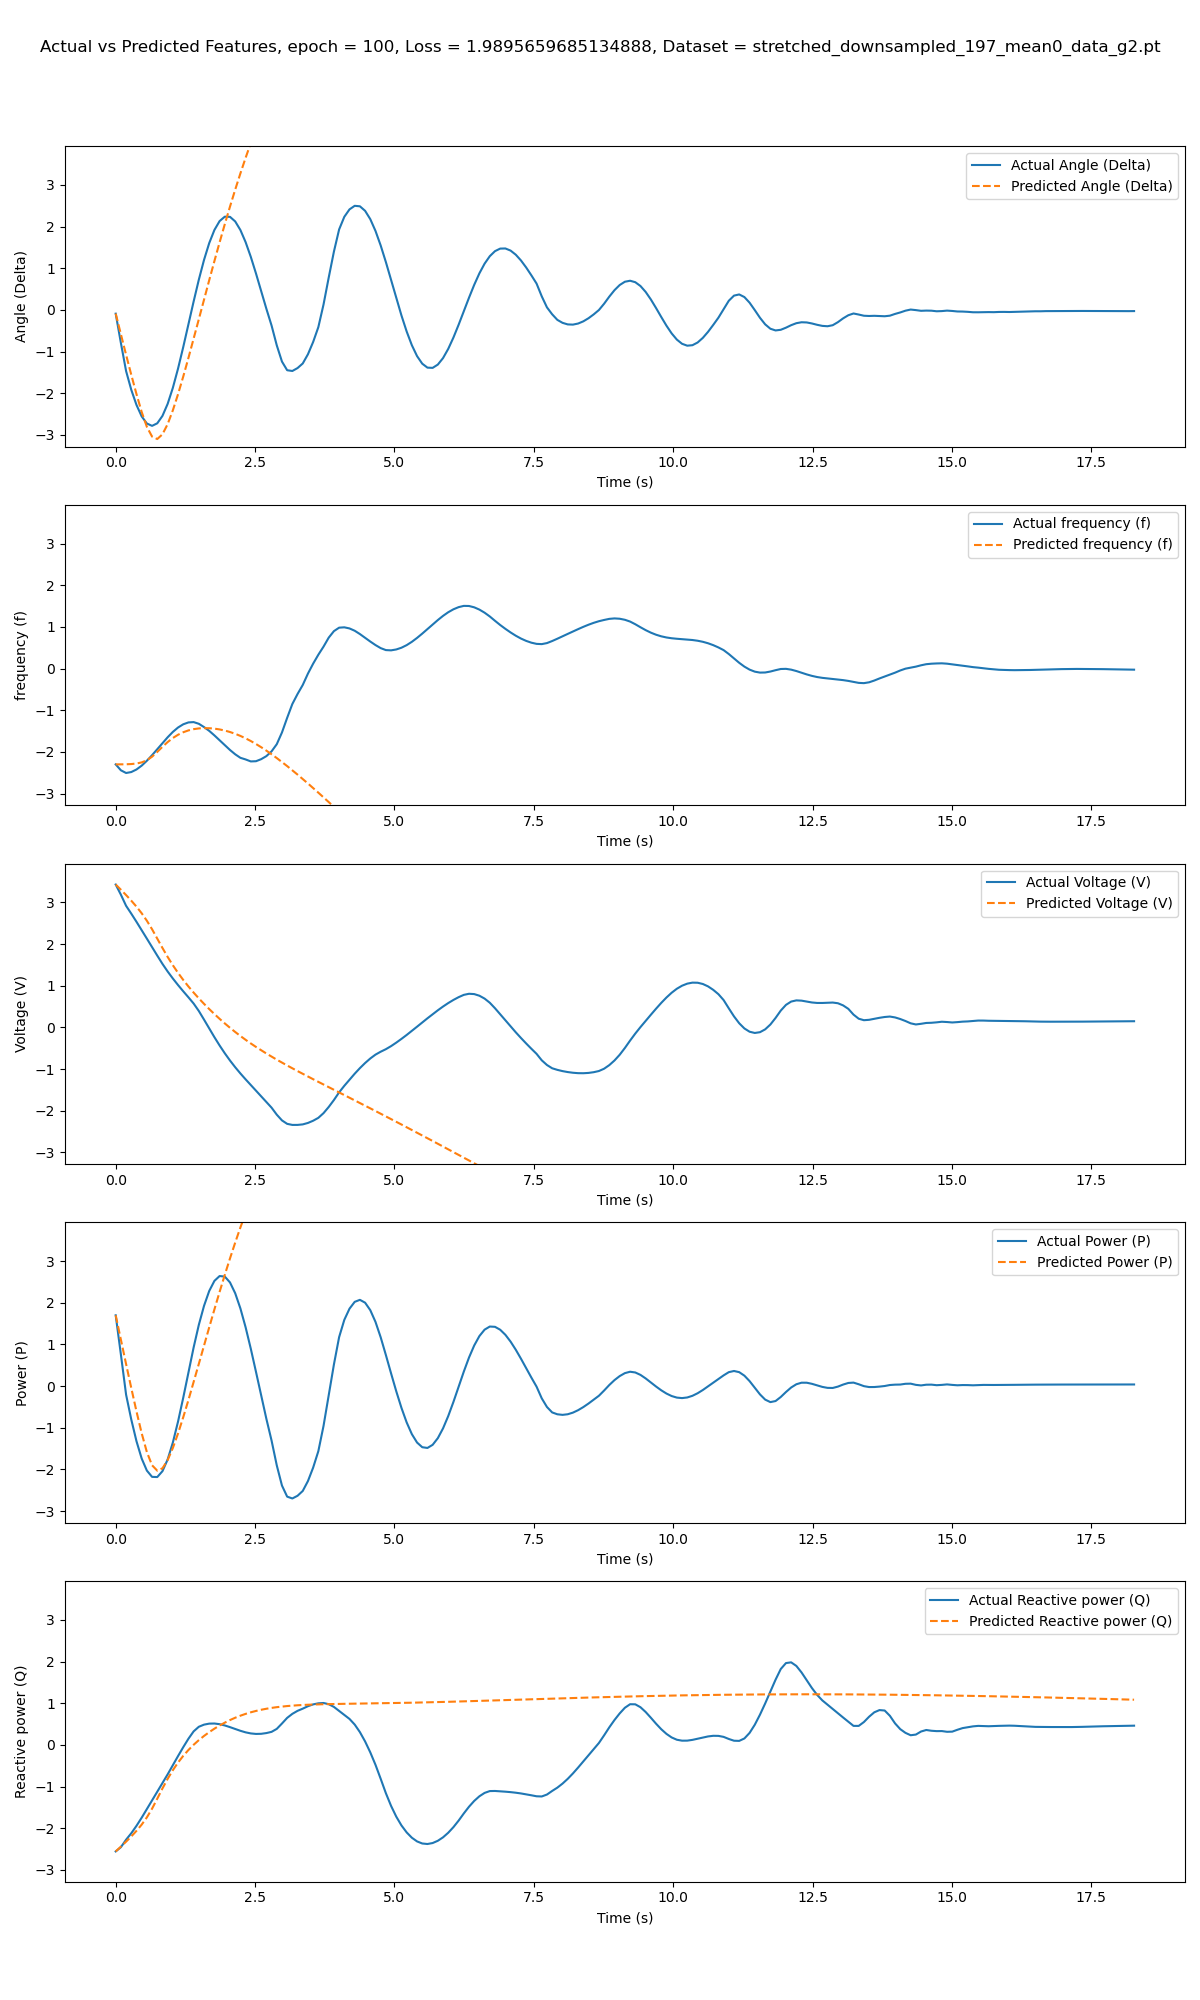 Actual vs Predicted Features, epoch = 100, Loss = 1.9895659685134888, Dataset = stretched_downsampled_197_mean0_data_g2.pt
Actual Angle (Delta)
Predicted Angle (Delta)
Angle (Delta)
3
2
1
0
−1
−2
−3
0.0 2.5 5.0 7.5 10.0 12.5 15.0 17.5
Time (s)
Actual frequency (f)
Predicted frequency (f)
frequency (f)
3
2
1
0
−1
−2
−3
0.0 2.5 5.0 7.5 10.0 12.5 15.0 17.5
Time (s)
Actual Voltage (V)
Predicted Voltage (V)
Voltage (V)
3
2
1
0
−1
−2
−3
0.0 2.5 5.0 7.5 10.0 12.5 15.0 17.5
Time (s)
Actual Power (P)
Predicted Power (P)
Power (P)
3
2
1
0
−1
−2
−3
0.0 2.5 5.0 7.5 10.0 12.5 15.0 17.5
Time (s)
Actual Reactive power (Q)
Predicted Reactive power (Q)
Reactive power (Q)
3
2
1
0
−1
−2
−3
0.0 2.5 5.0 7.5 10.0 12.5 15.0 17.5
Time (s)